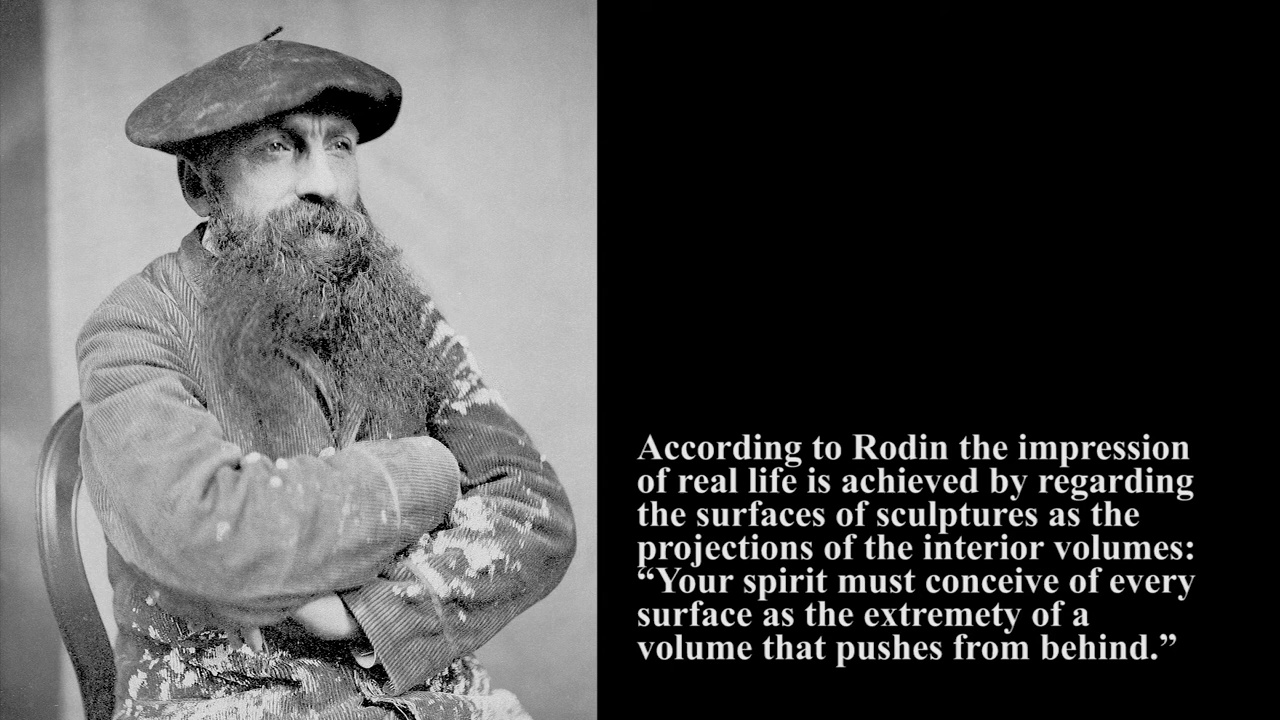 According to Rodin the impression
of real life is achieved by regarding
the surfaces of sculptures as the
projections of the interior volumes:
“Your spirit must conceive of every
surface as the extremety of a
volume that pushes from behind.”